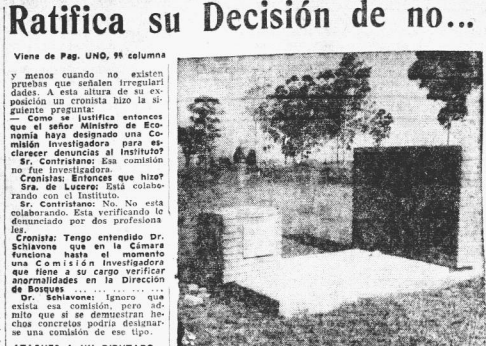 Ratifica su Decisión de no...
Viene de Pag. UNO, 9ª columna
y menos cuando no existen
pruebas que señalen irregulari
dades. A esta altura de su ex-
posición un cronista hizo la si-
guiente pregunta:
— Como se justifica entonces
que el señor Ministro de Eco-
nomía haya designado una Co-
misión Investigadora para es-
clarecer denuncias al Instituto?
Sr. Contristano: Esa comisión
no fue investigadora.
Cronistas: Entonces que hizo?
Sra. de Lucero: Está colabo-
rando con el Instituto.
Sr. Contristano: No. No esta
colaborando. Esta verificando lo
denunciado por dos profesiona
les.
Cronista: Tengo entendido Dr.
Schiavone que en la Cámara
funciona hasta el momento
una Comisión Investigadora
que tiene a su cargo verificar
anormalidades en la Dirección
de Bosques ... ... ... ... ...
Dr. Schiavone: Ignoro que
exista esa comisión, pero ad-
mito que si se demuestran he-
chos concretos podría designar-
se una comisión de ese tipo.